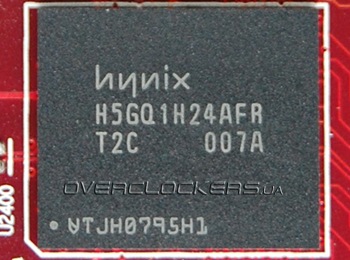 hynix
H5GQ1H24AFR
T2C 007A
OVERCLOCKERS.UA
VTJH0795H1
U2400